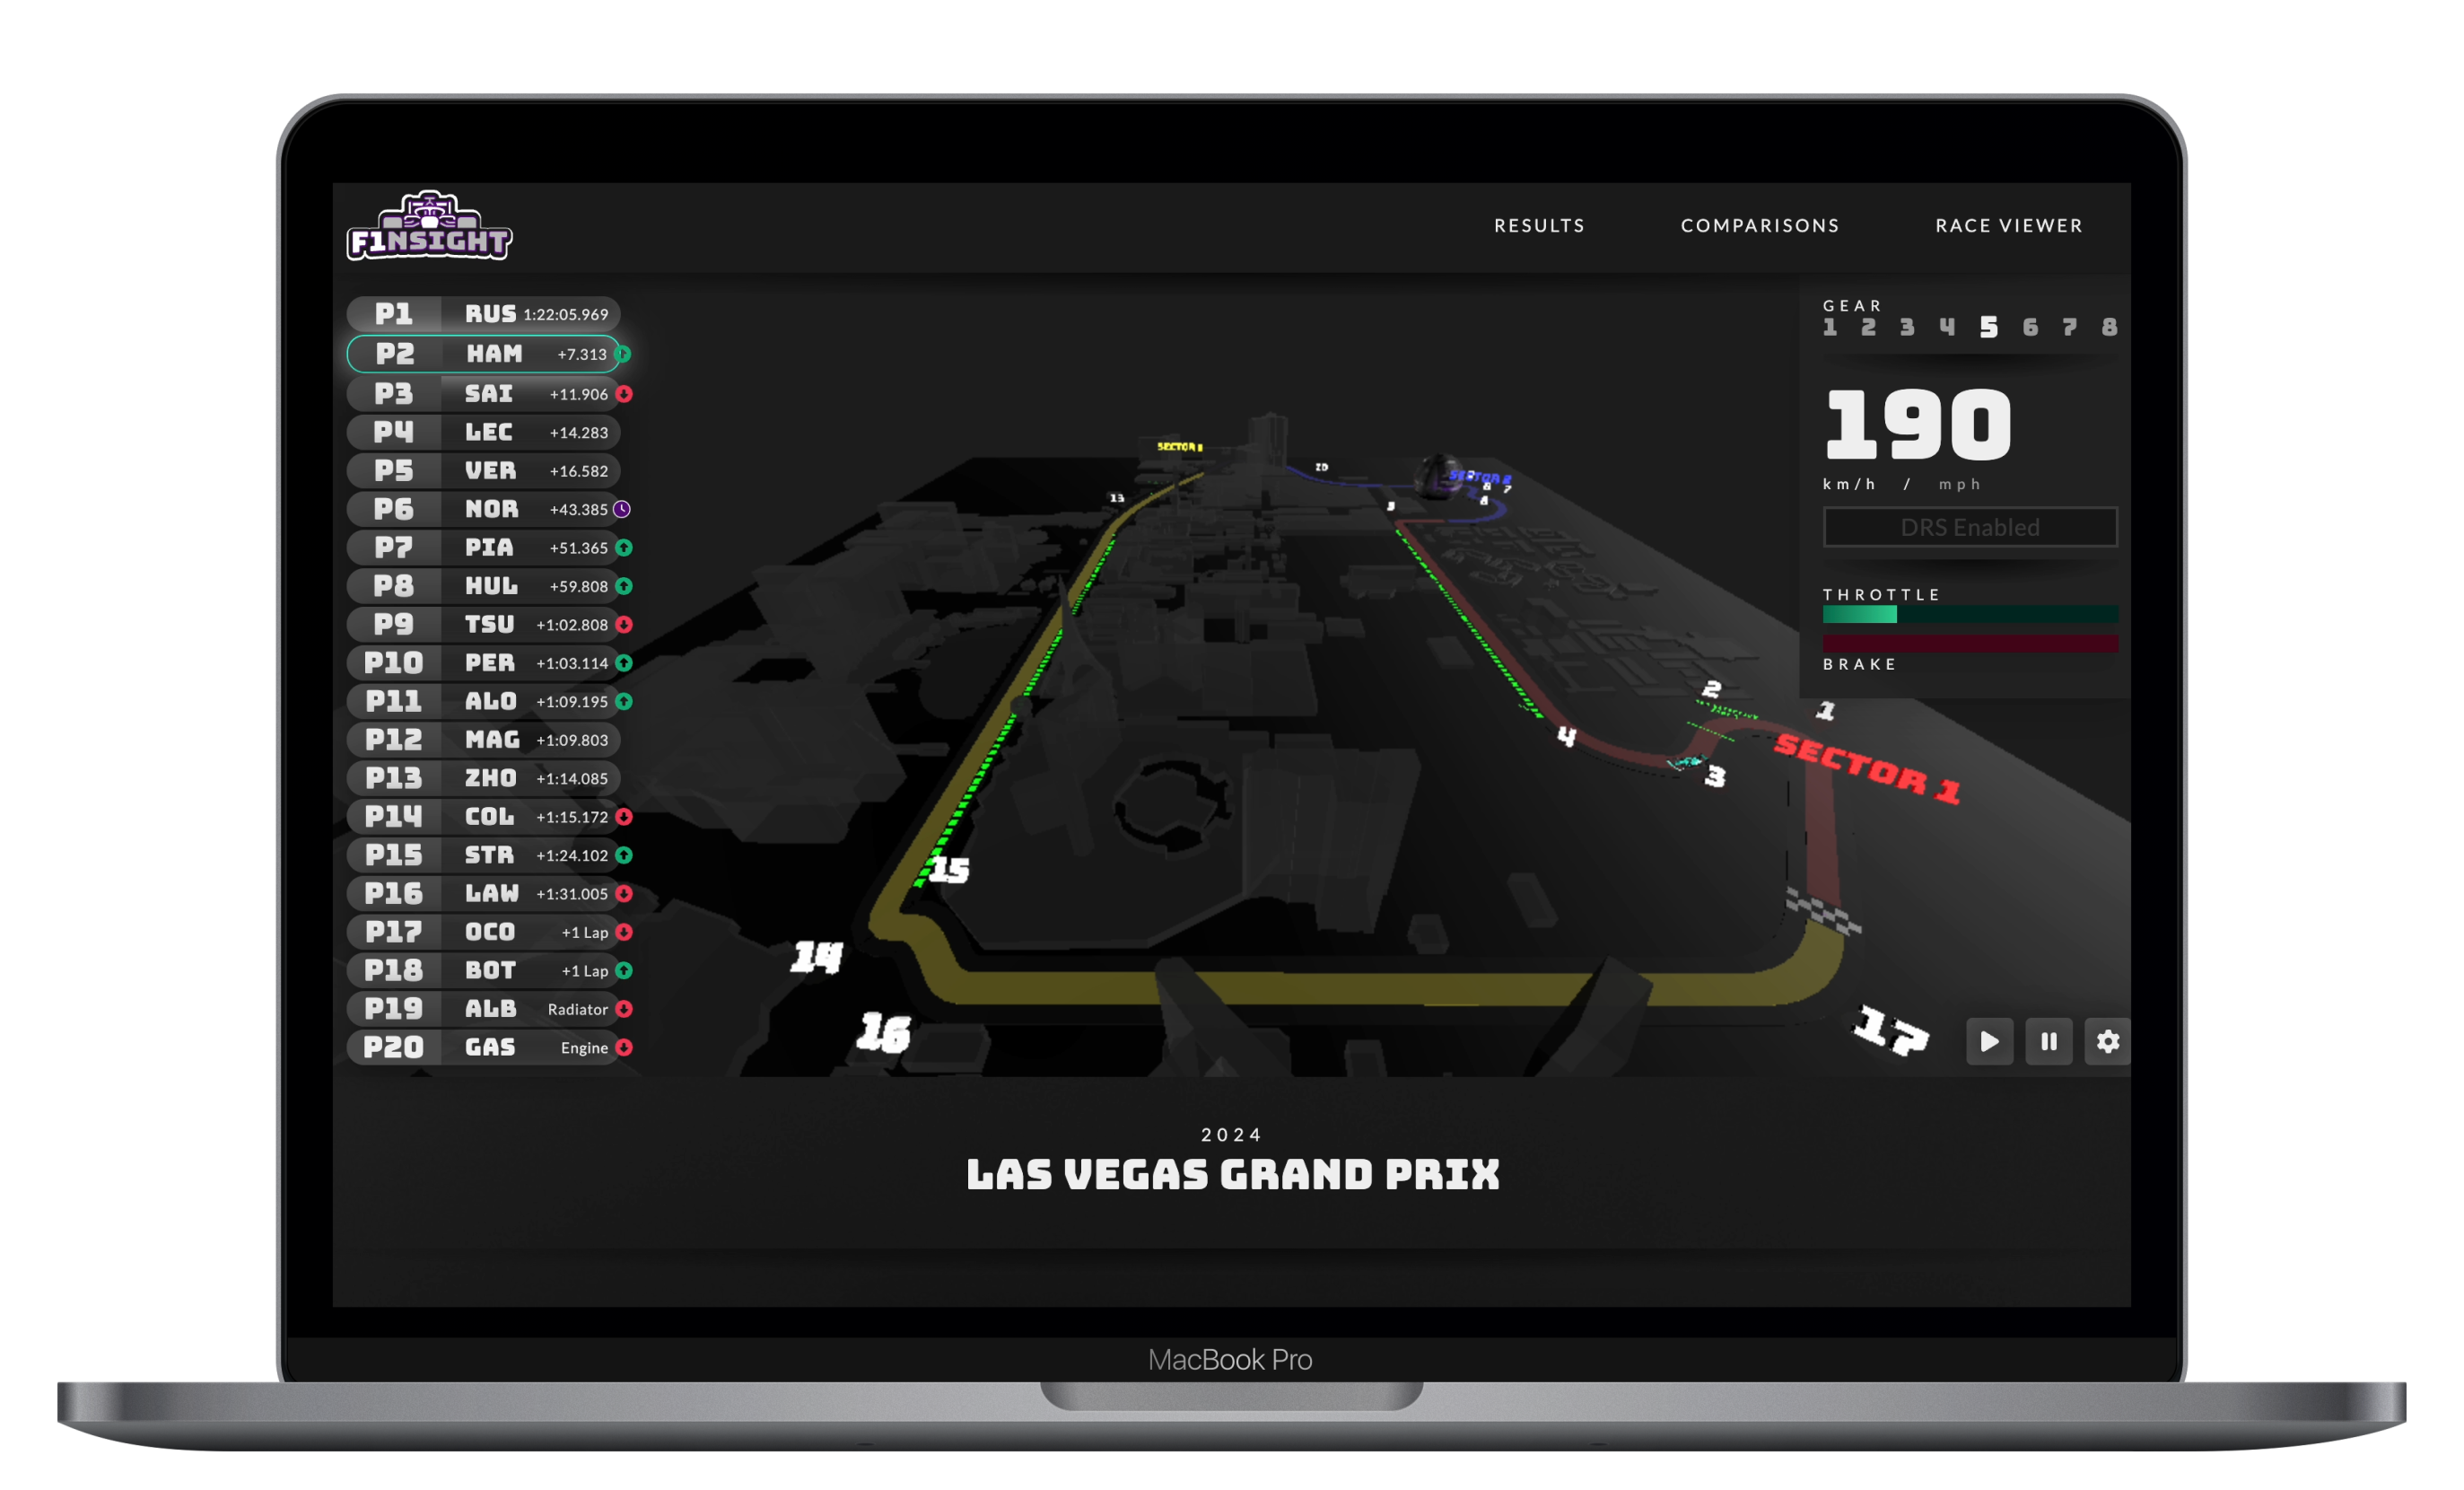 F1NSIGHT
RESULTS COMPARISONS RACE VIEWER
P1 RUS 1:22:05.969
P2 HAM +7.313
P3 SAI +11.906
P4 LEC +14.283
P5 VER +16.582
P6 NOR +43.385
P7 PIA +51.365
P8 HUL +59.808
P9 TSU +1:02.808
P10 PER +1:03.114
P11 ALO +1:09.195
P12 MAG +1:09.803
P13 ZHO +1:14.085
P14 COL +1:15.172
P15 STR +1:24.102
P16 LAW +1:31.005
P17 OCO +1 Lap
P18 BOT +1 Lap
P19 ALB Radiator
P20 GAS Engine
SECTOR 2
13
7
2
1
4
3
SECTOR 1
15
14
16
17
GEAR
1 2 3 4 5 6 7 8
190
km/h / mph
DRS Enabled
THROTTLE
BRAKE
2024
LAS VEGAS GRAND PRIX
MacBook Pro